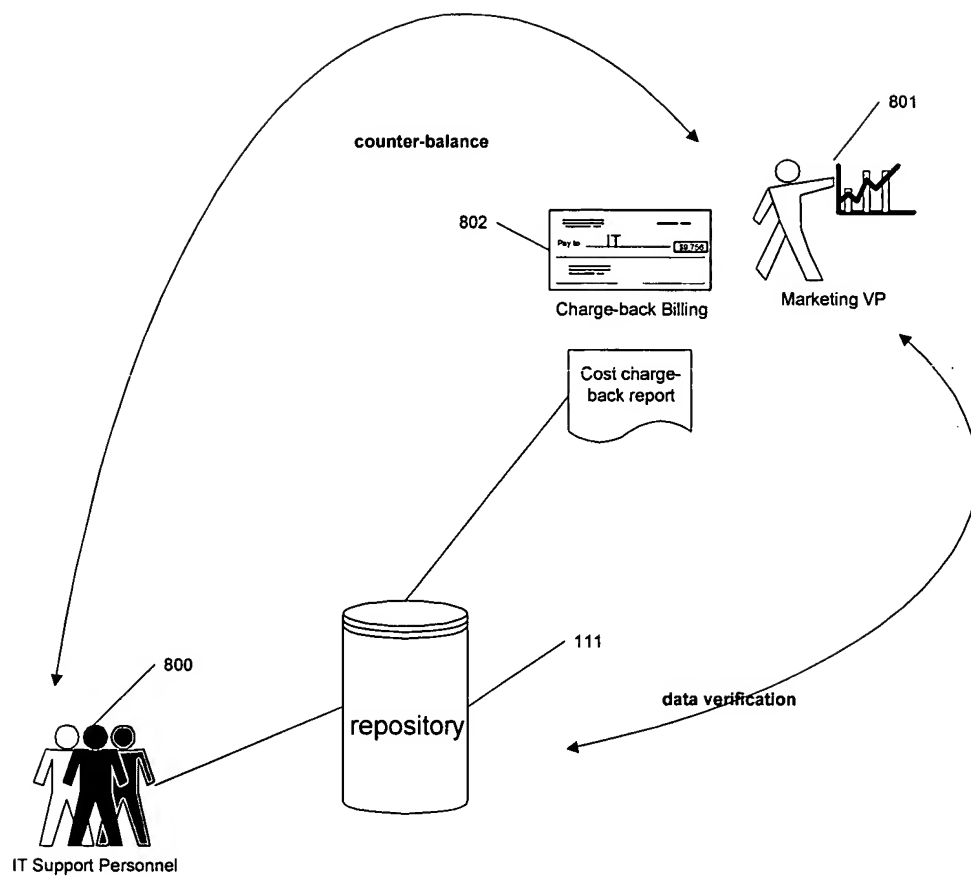 801
counter-balance
802
Pay to IT $9,756
Charge-back Billing
Marketing VP
Cost charge-
back report
111
800
repository
data verification
IT Support Personnel